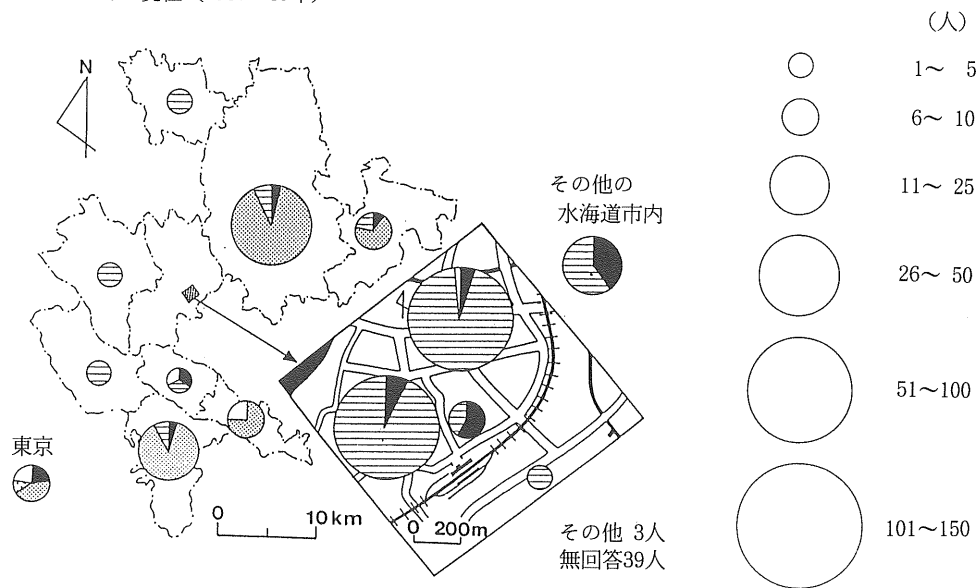 (人)
N
1～ 5
6～ 10
その他の
水海道市内
11～ 25
26～ 50
51～100
東京
0 10km
0 200m
その他 3人
無回答39人
101～150